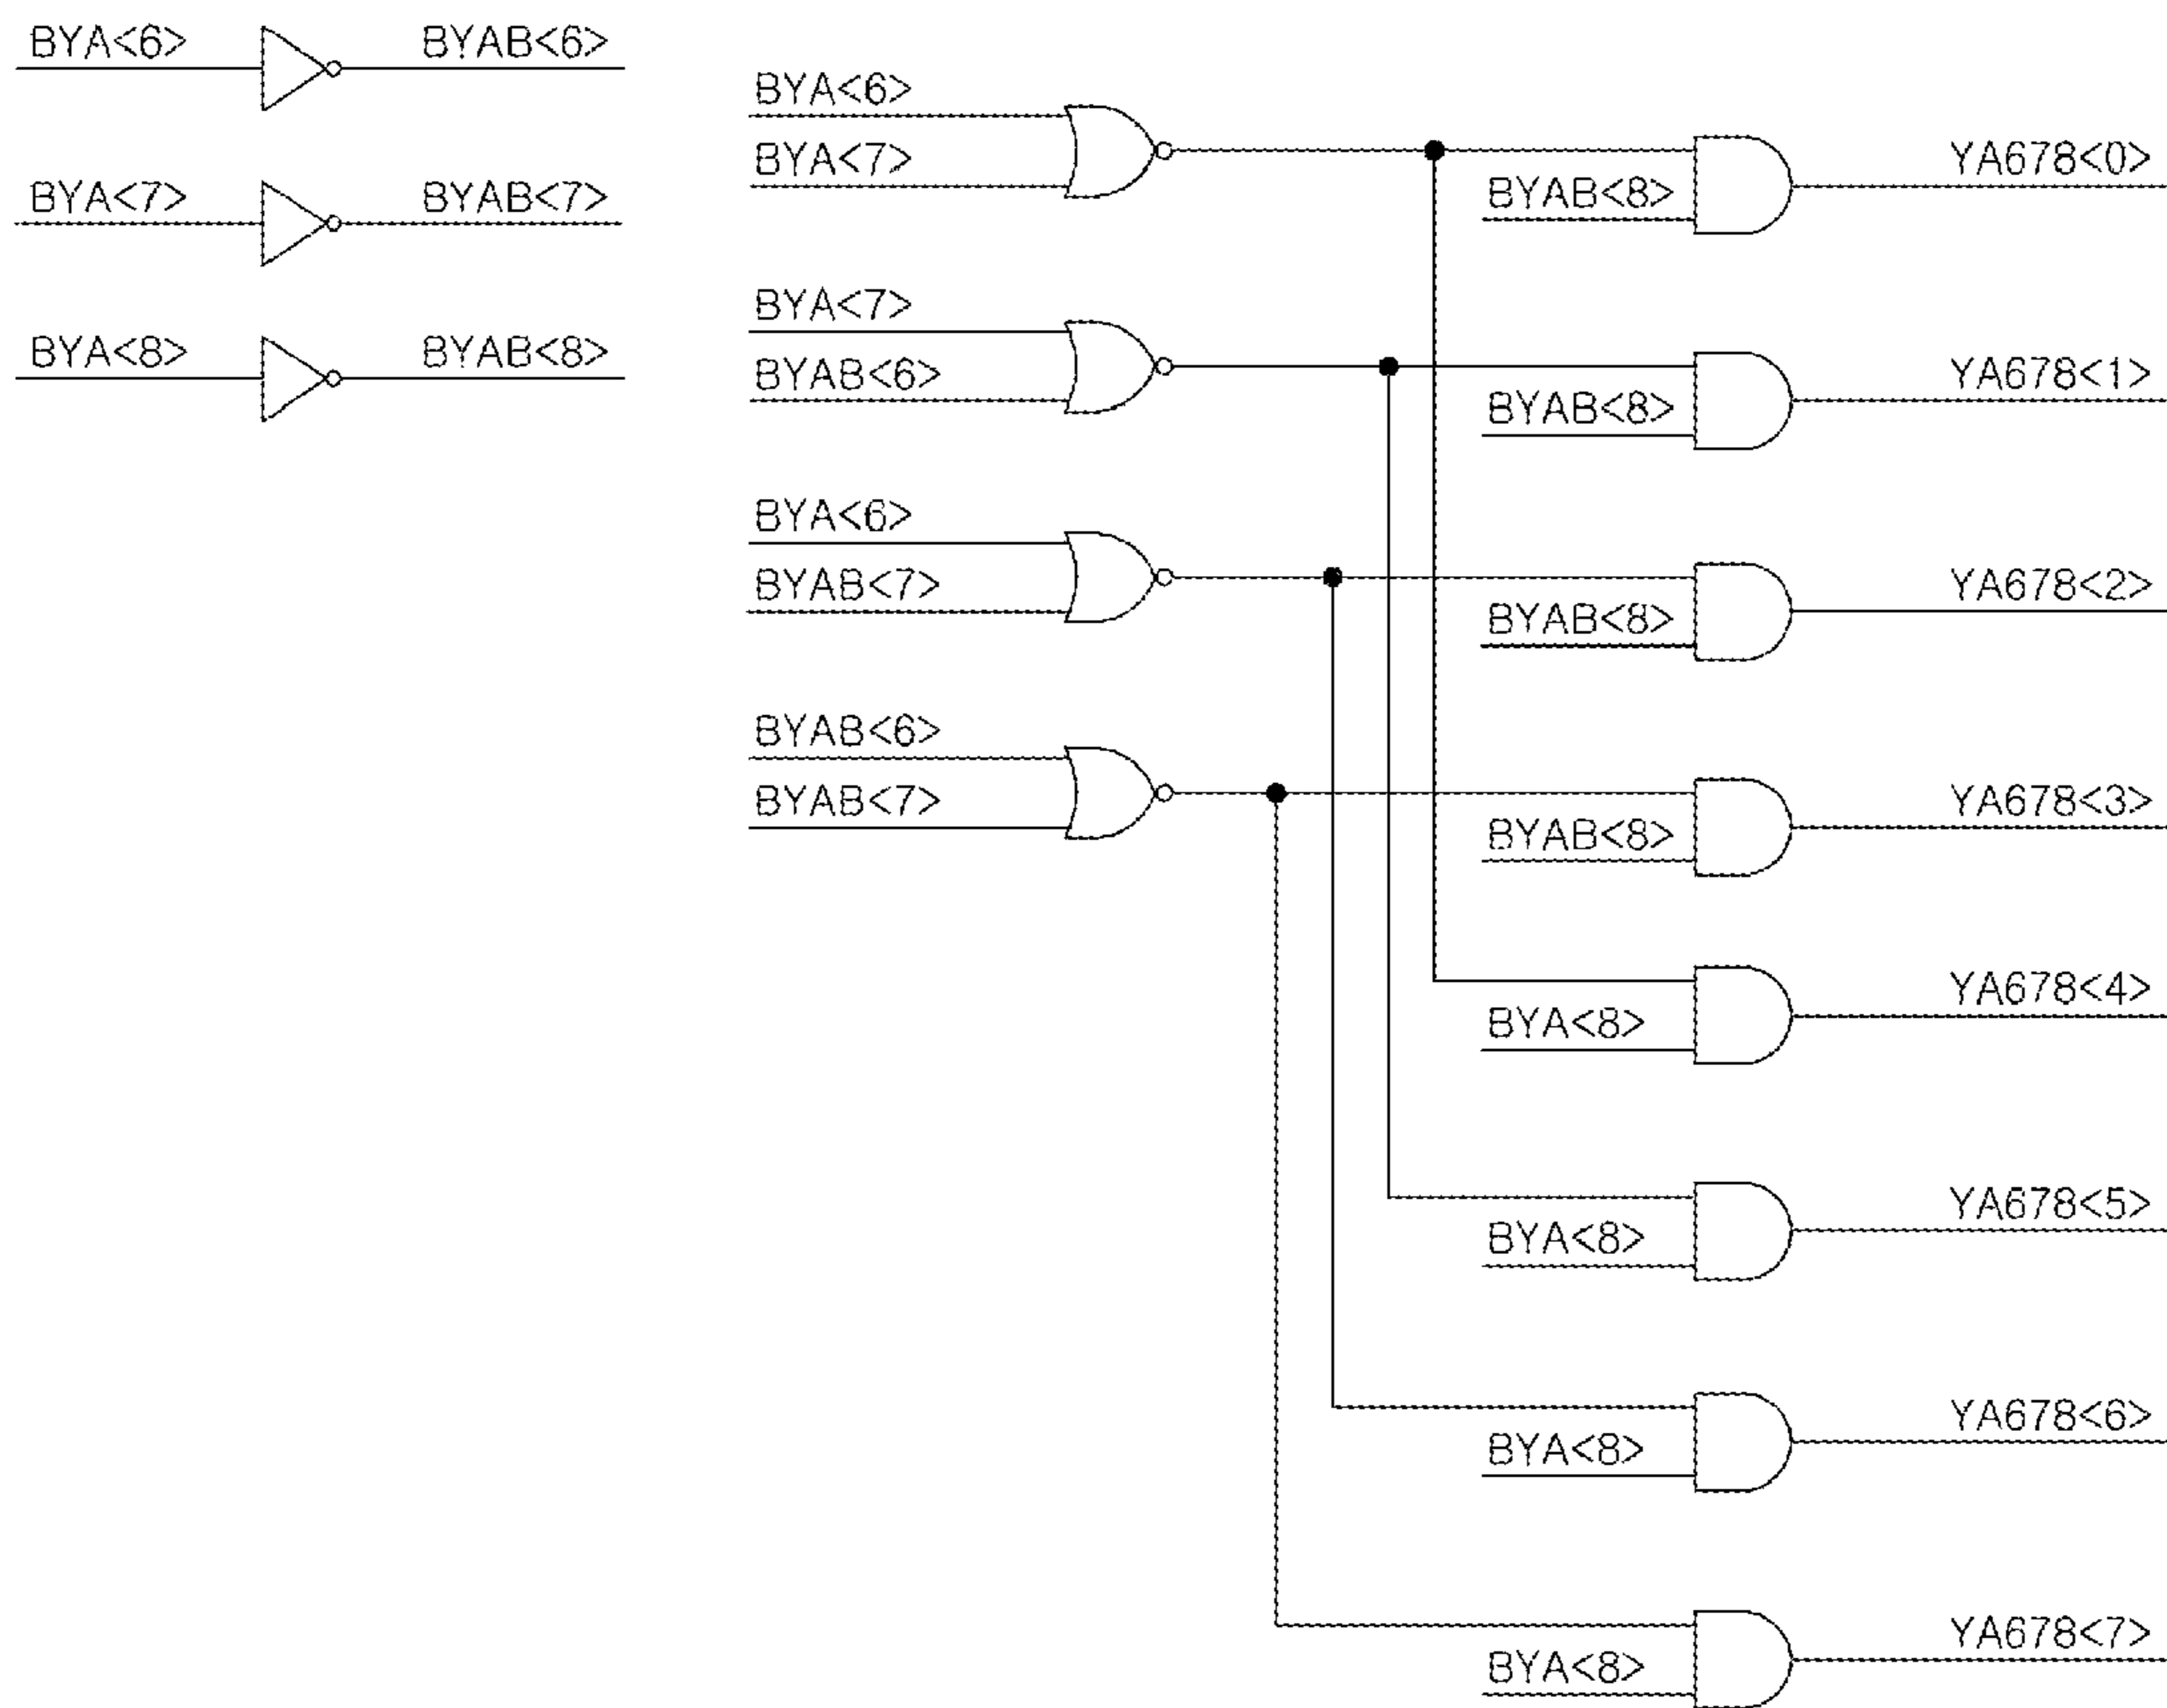 BYA<6> BYAB<6>
BYA<7> BYAB<7>
BYA<8> BYAB<8>
BYA<6>
BYA<7>
BYA<7>
BYAB<6>
BYA<6>
BYAB<7>
BYAB<6>
BYAB<7>
BYAB<8>
YA678<0>
BYAB<8>
YA678<1>
BYAB<8>
YA678<2>
BYAB<8>
YA678<3>
BYA<8>
YA678<4>
BYA<8>
YA678<5>
BYA<8>
YA678<6>
BYA<8>
YA678<7>